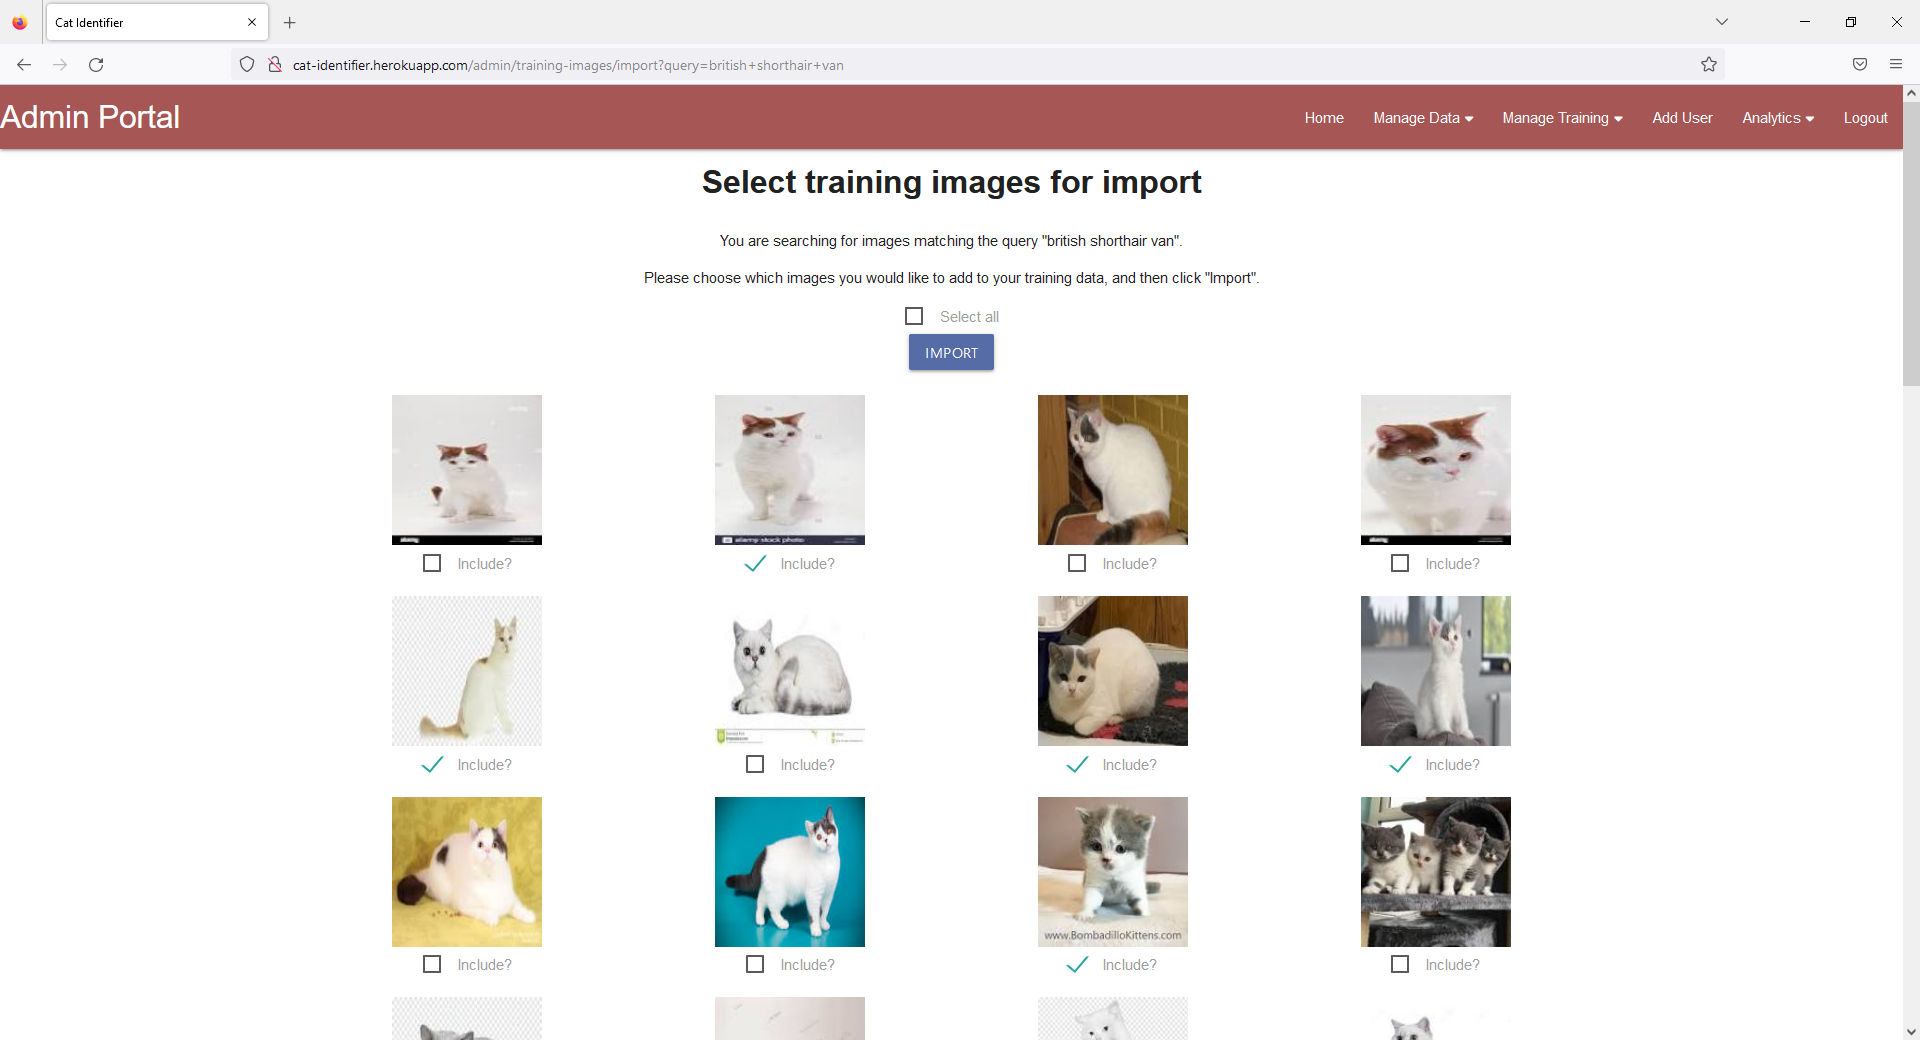 Cat Identifier
cat-identifier.herokuapp.com/admin/training-images/import?query=british+shorthair+van
Admin Portal
Home Manage Data Manage Training Add User Analytics Logout
Select training images for import
You are searching for images matching the query "british shorthair van".
Please choose which images you would like to add to your training data, and then click "Import".
Select all
IMPORT
alamy stock photo
Include? Include? Include? Include?
Include? Include? Include? Include?
www.BombadilloKittens.com
Include? Include? Include? Include?